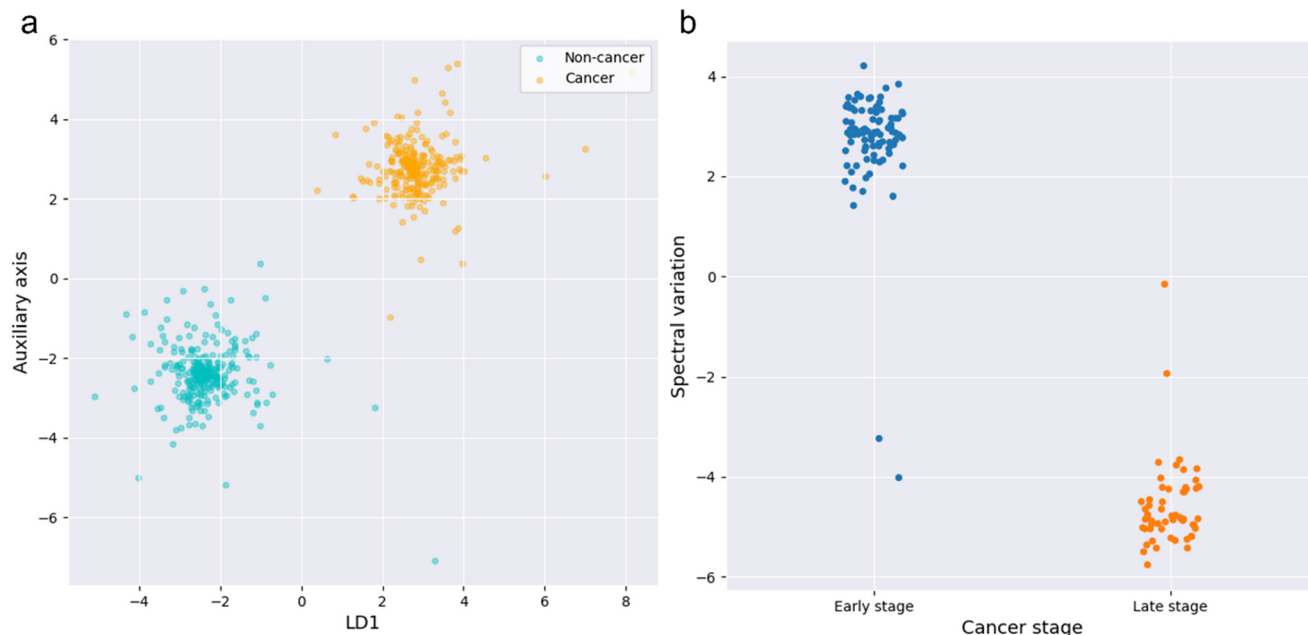 a
b
6
4
2
0
−2
−4
−6
Auxiliary axis
−4
−2
0
2
4
6
8
LD1
Non-cancer
Cancer
4
2
0
−2
−4
−6
Spectral variation
Early stage
Late stage
Cancer stage